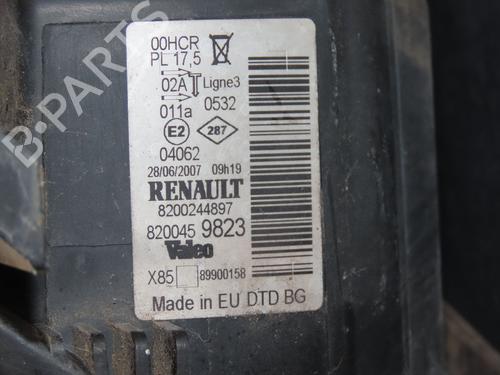 00HCR
PL 17,5
02A Ligne3
0532
011a
E2 287
04062
28/06/2007 09h19
RENAULT
8200244897
820045 9823
Valeo
X85 89900158
Made in EU DTD BG
B-PARTS